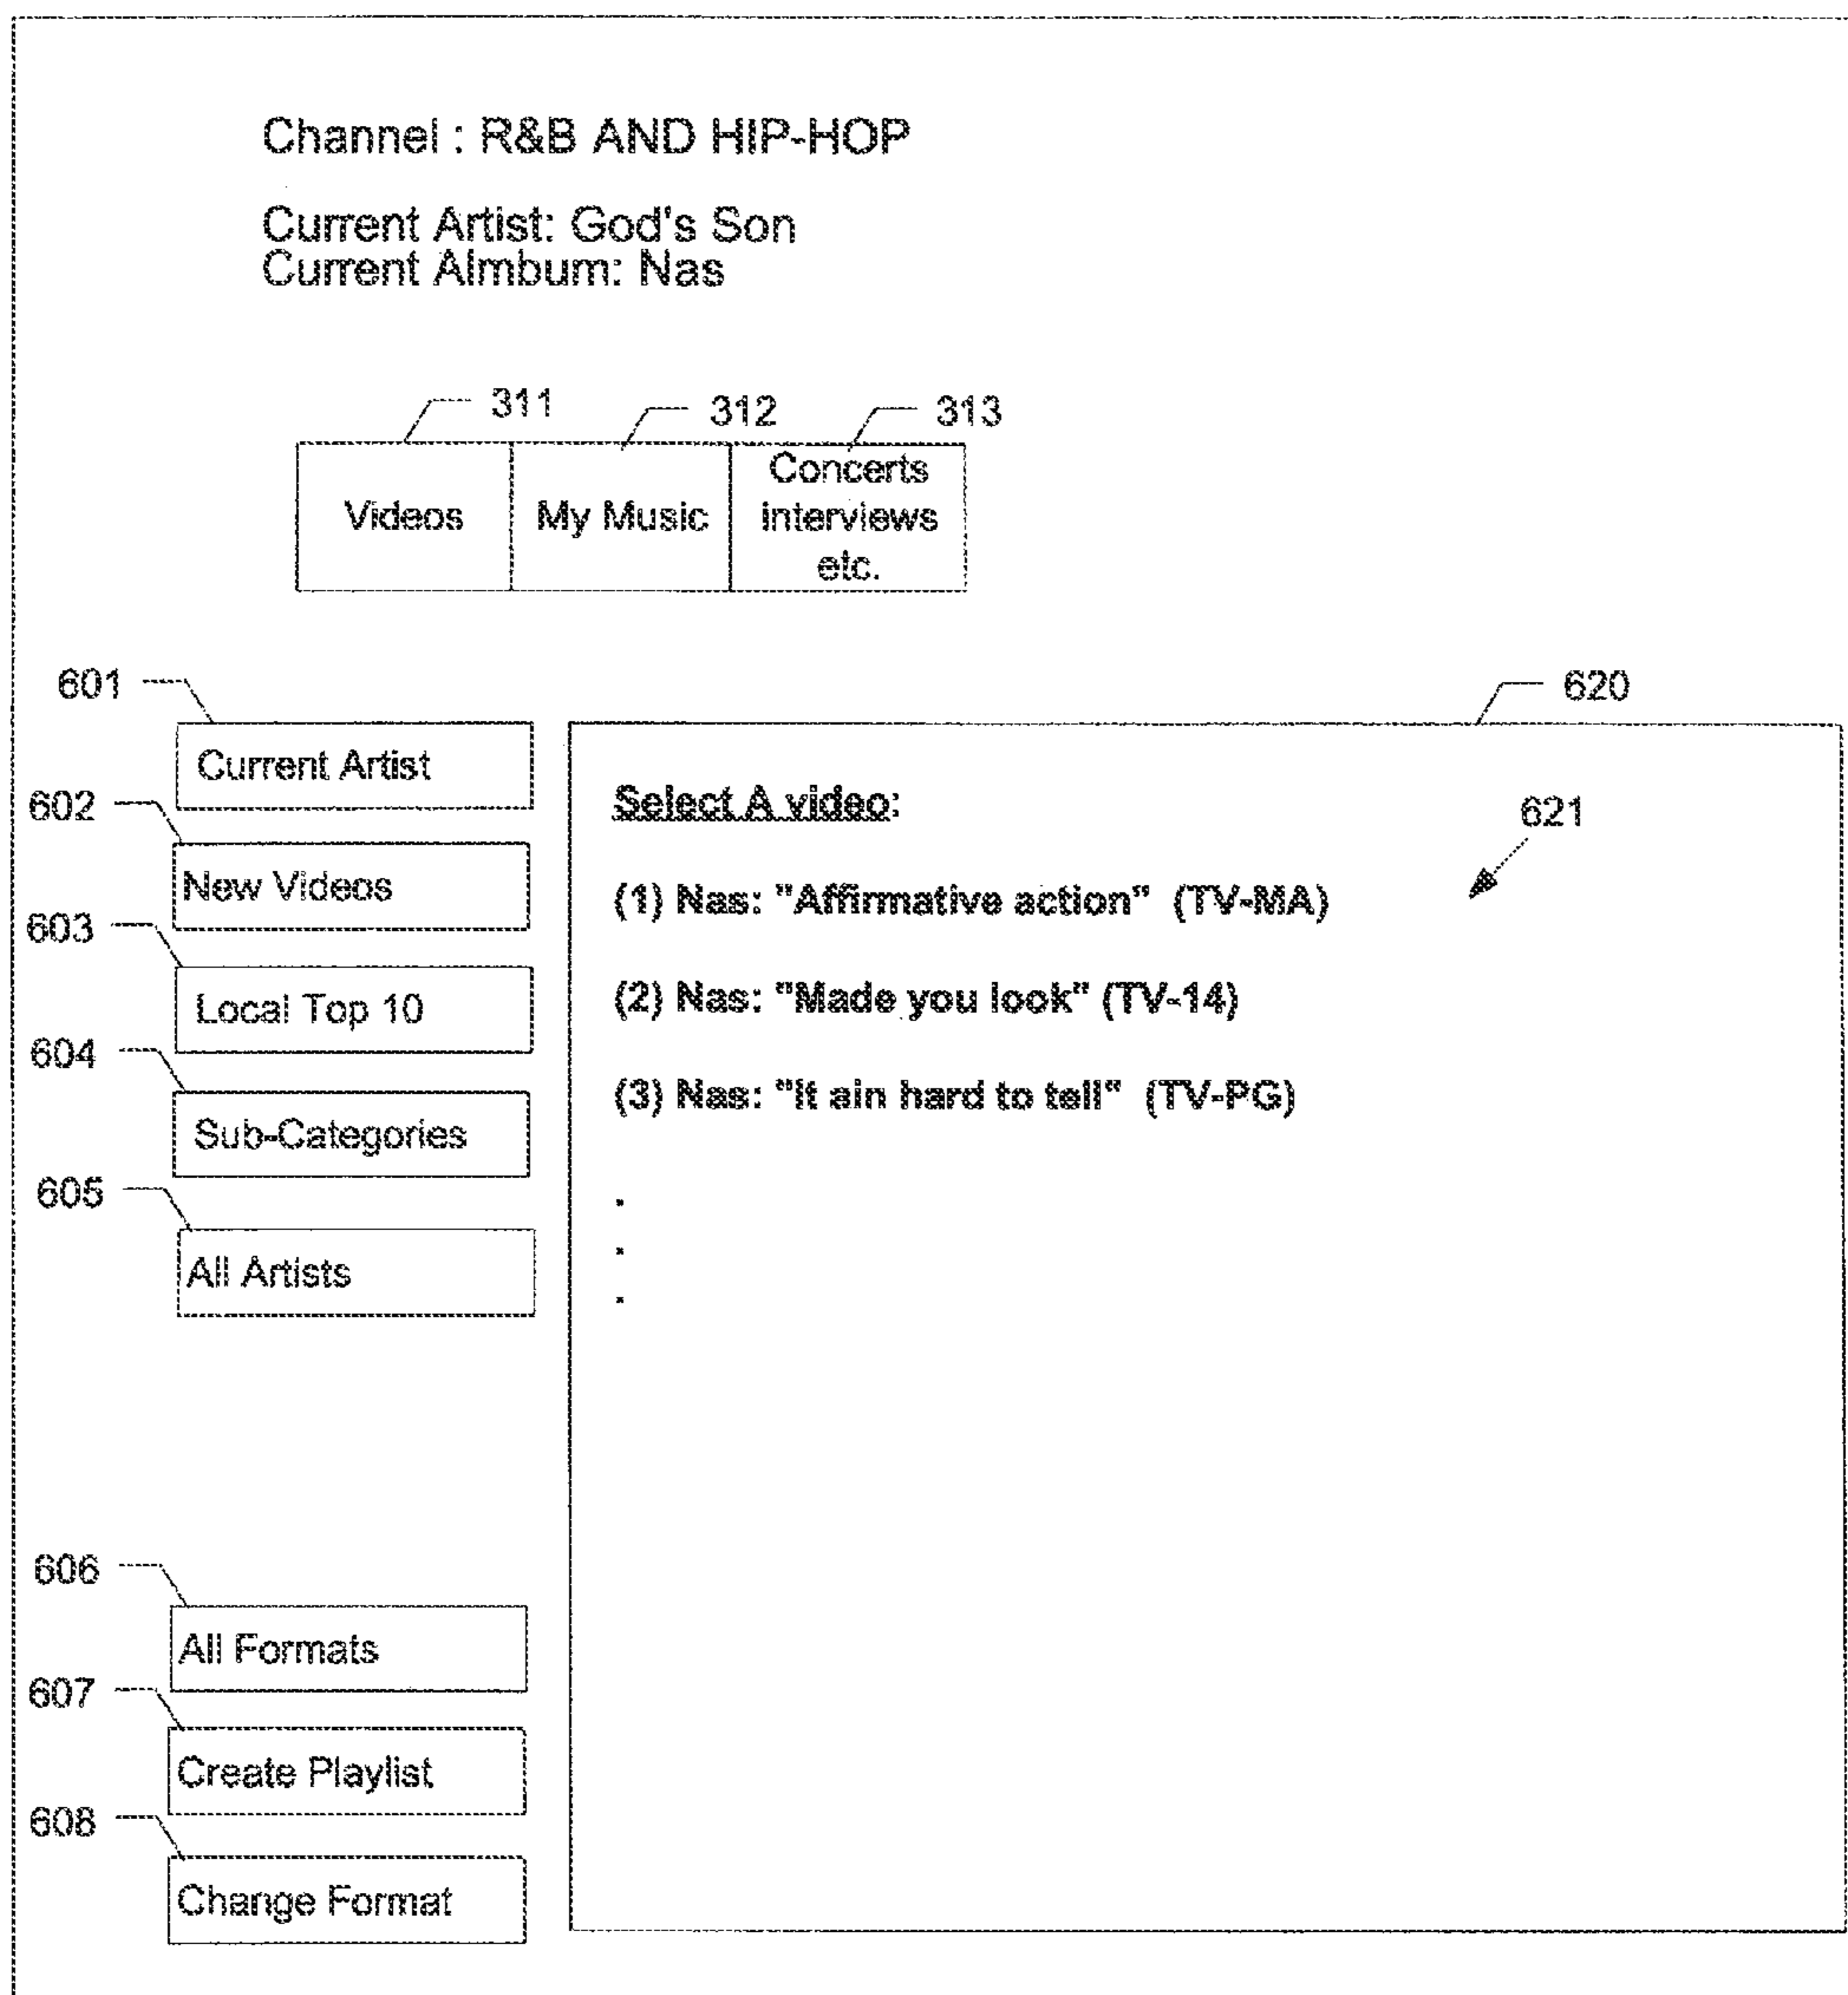 Channel : R&B AND HIP-HOP
Current Artist: God's Son
Current Almbum: Nas
311
312
313
Videos
My Music
Concerts
interviews
etc.
601
Current Artist
602
New Videos
603
Local Top 10
604
Sub-Categories
605
All Artists
606
All Formats
607
Create Playlist
608
Change Format
620
Select A video:
621
(1) Nas: "Affirmative action" (TV-MA)
(2) Nas: "Made you look" (TV-14)
(3) Nas: "It ain hard to tell" (TV-PG)
.
.
.